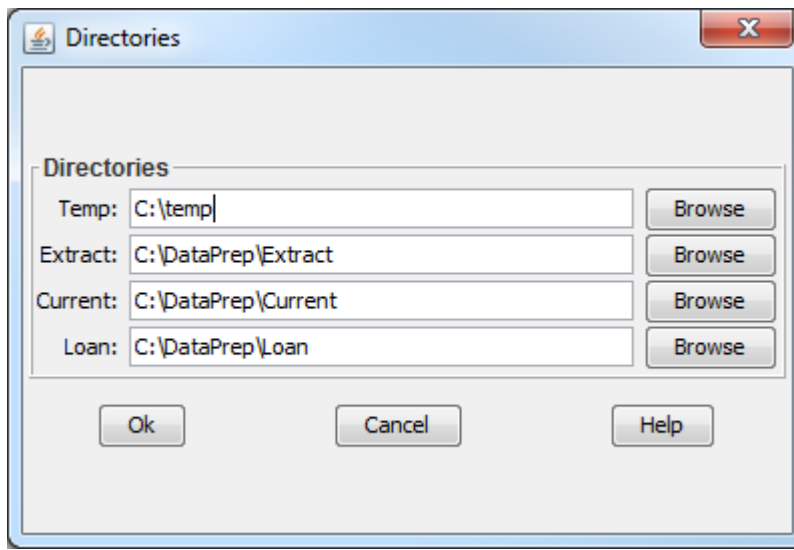 Directories
Directories
Temp: C:\temp Browse
Extract: C:\DataPrep\Extract Browse
Current: C:\DataPrep\Current Browse
Loan: C:\DataPrep\Loan Browse
Ok Cancel Help